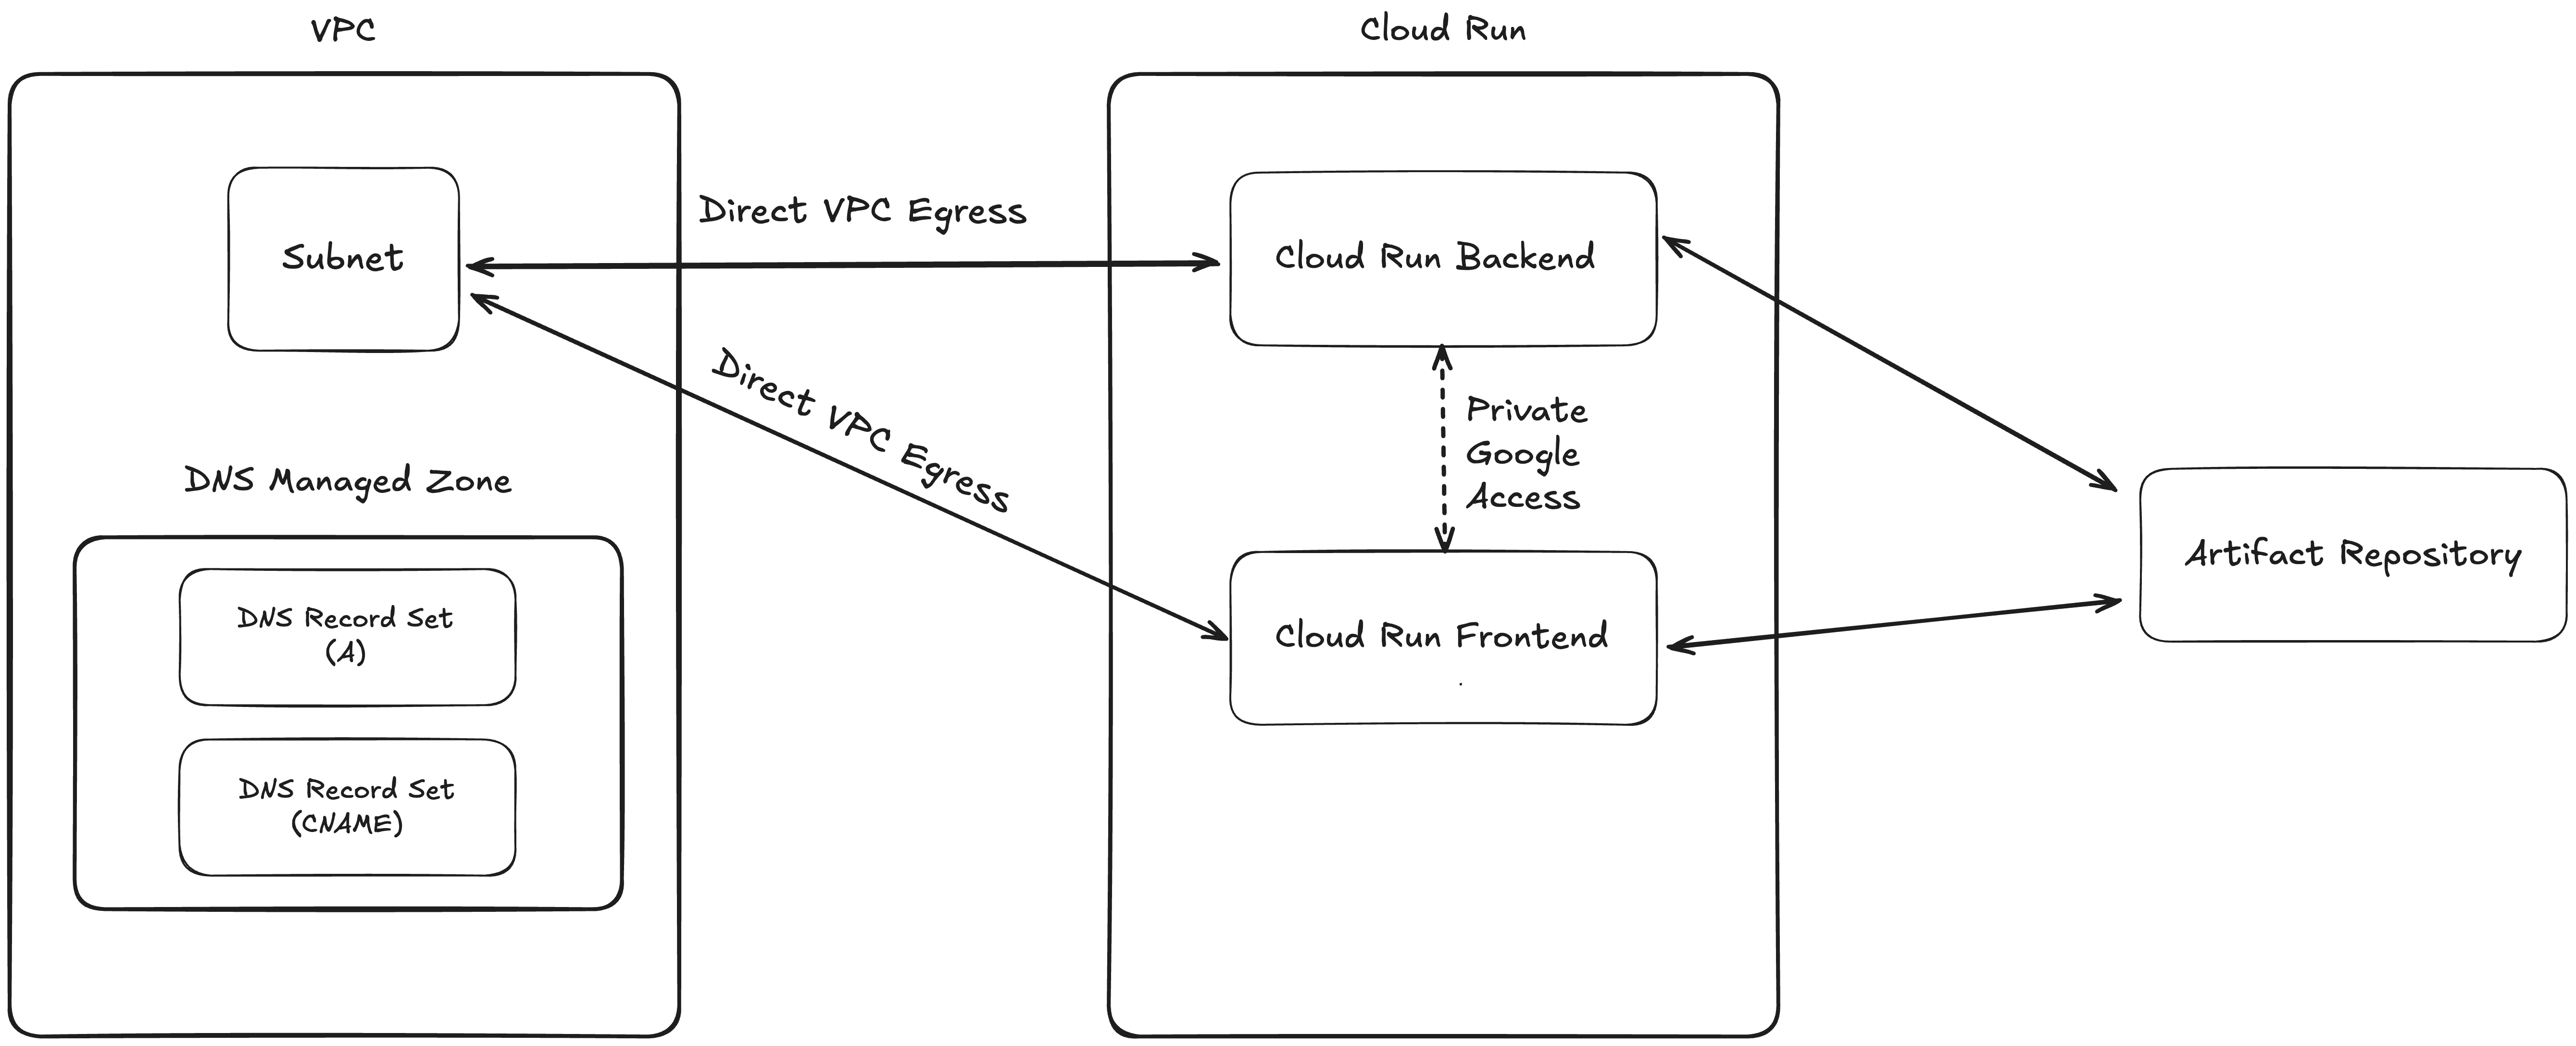 VPC
Cloud Run
Subnet
Direct VPC Egress
Cloud Run Backend
Direct VPC Egress
Private
Google
Access
DNS Managed Zone
DNS Record Set
(A)
DNS Record Set
(CNAME)
Cloud Run Frontend
Artifact Repository